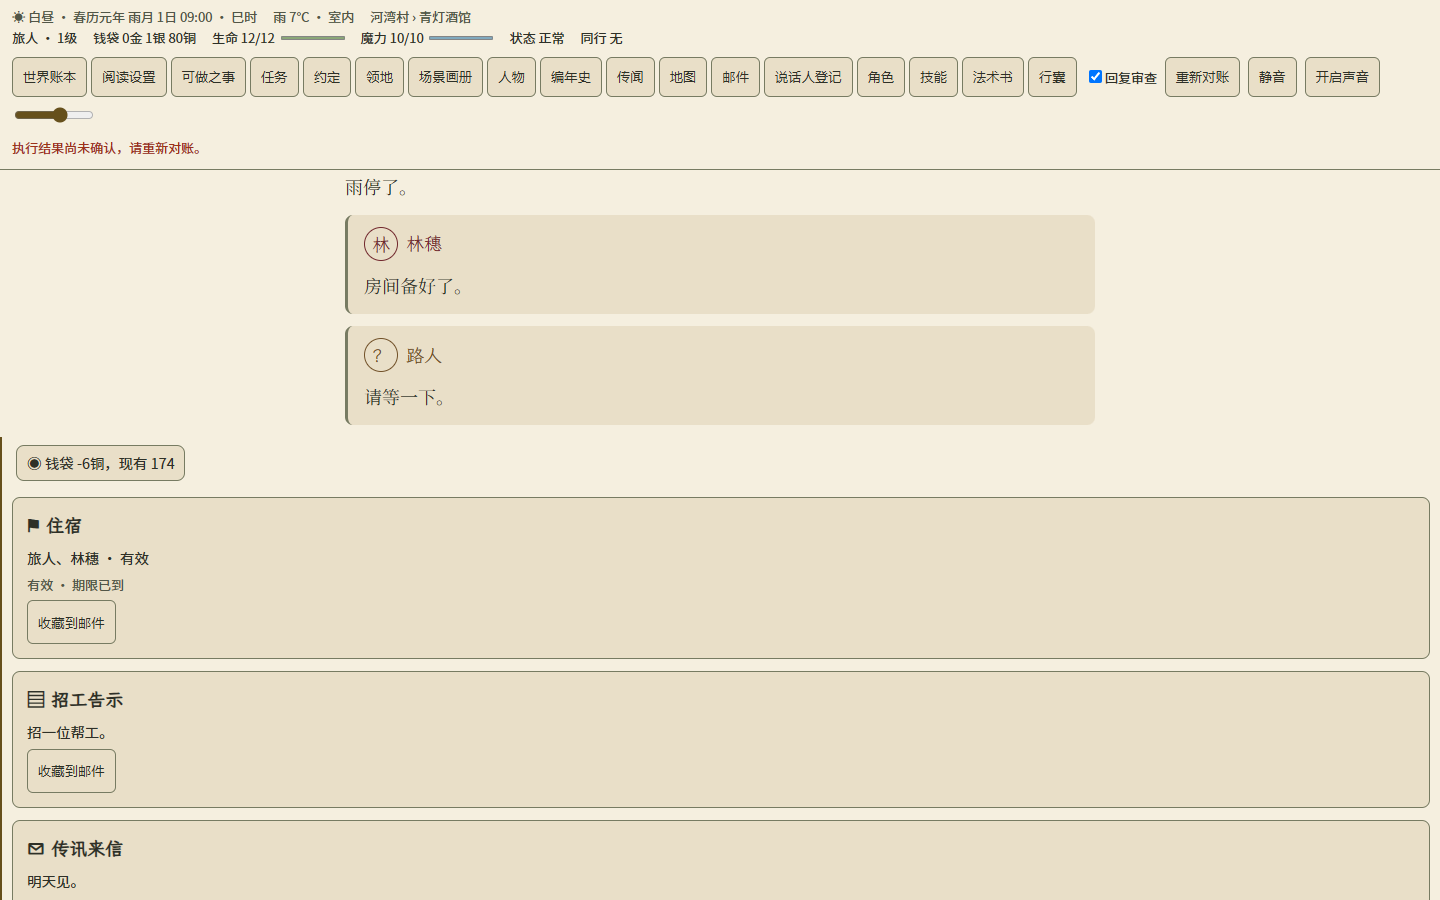 ☀ 白昼 · 春历元年 雨月 1日 09:00 · 巳时 雨 7°C · 室内 河湾村 › 青灯酒馆
旅人 · 1级 钱袋 0金 1银 80铜 生命 12/12 魔力 10/10 状态 正常 同行 无
世界账本 阅读设置 可做之事 任务 约定 领地 场景画册 人物 编年史 传闻 地图 邮件 说话人登记 角色 技能 法术书 行囊 回复审查 重新对账 静音 开启声音
执行结果尚未确认，请重新对账。
雨停了。
林 林穗
房间备好了。
？ 路人
请等一下。
◉ 钱袋 -6铜，现有 174
⚑ 住宿
旅人、林穗 · 有效
有效 · 期限已到
收藏到邮件
▤ 招工告示
招一位帮工。
收藏到邮件
✉ 传讯来信
明天见。